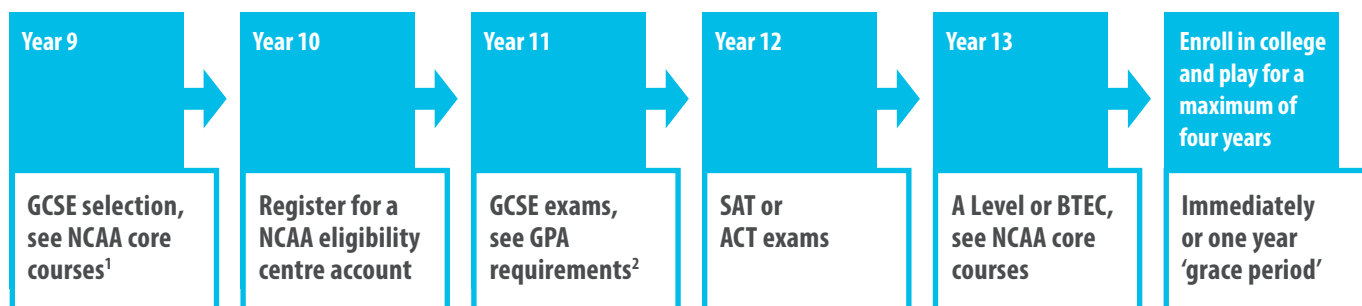 Year 9
GCSE selection,
see NCAA core
courses¹
Year 10
Register for a
NCAA eligibility
centre account
Year 11
GCSE exams,
see GPA
requirements²
Year 12
SAT or
ACT exams
Year 13
A Level or BTEC,
see NCAA core
courses
Enroll in college
and play for a
maximum of
four years
Immediately
or one year
‘grace period’